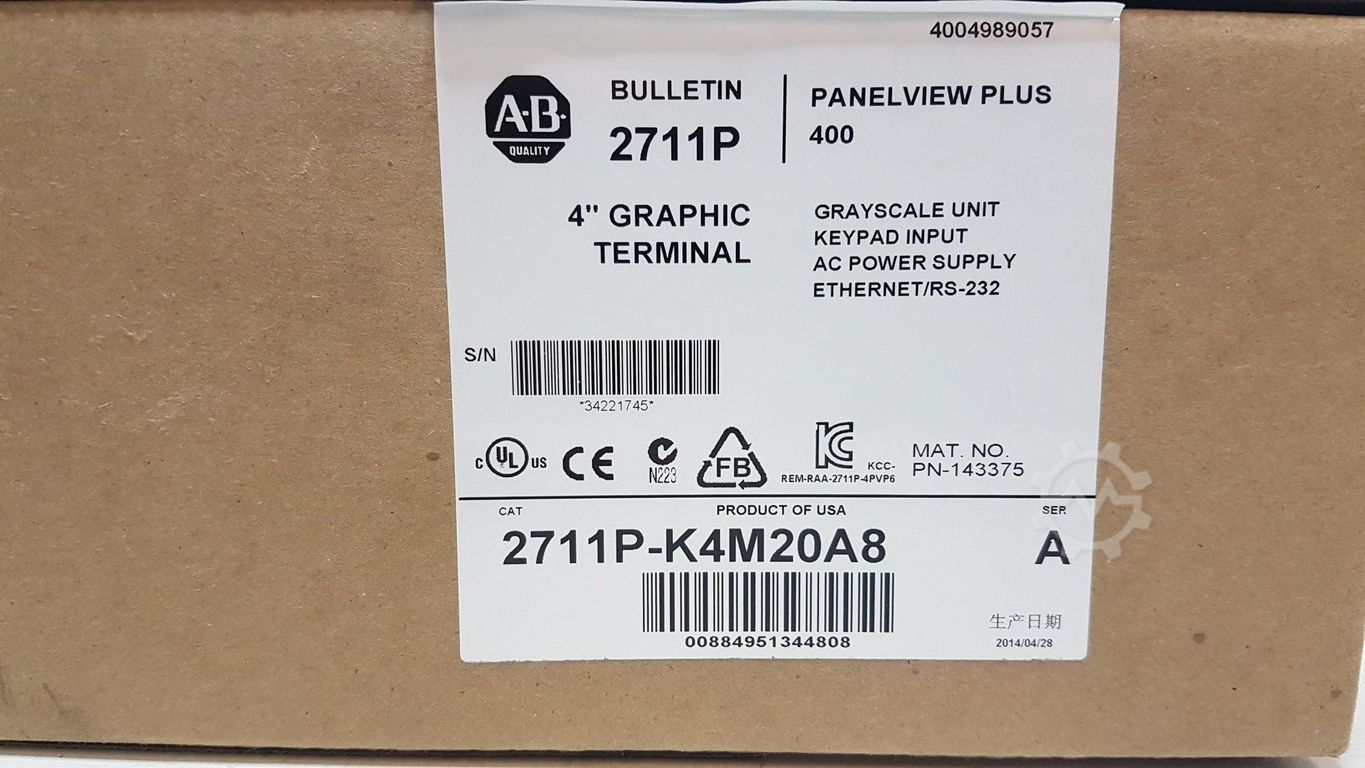 4004989057
A·B
QUALITY
BULLETIN
2711P
PANELVIEW PLUS
400
4" GRAPHIC
TERMINAL
GRAYSCALE UNIT
KEYPAD INPUT
AC POWER SUPPLY
ETHERNET/RS-232
S/N
*34221745*
C UL US
CE
N223
FB
KC
KCC-
REM-RAA-2711P-4PVP6
MAT. NO.
PN-143375
CAT
PRODUCT OF USA
SER
2711P-K4M20A8
A
00884951344808
生产日期
2014/04/28